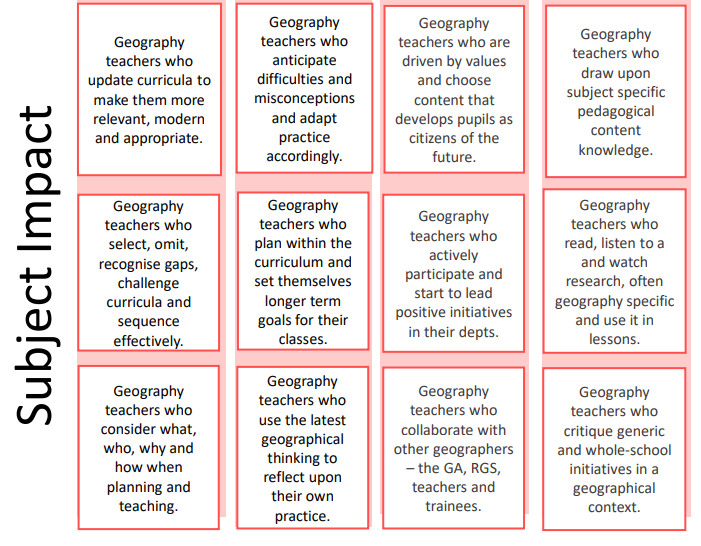 Subject Impact
Geography
teachers who
update curricula to
make them more
relevant, modern
and appropriate.
Geography
teachers who
anticipate
difficulties and
misconceptions
and adapt
practice
accordingly.
Geography
teachers who are
driven by values
and choose
content that
develops pupils as
citizens of the
future.
Geography
teachers who
draw upon
subject specific
pedagogical
content
knowledge.
Geography
teachers who
select, omit,
recognise gaps,
challenge
curricula and
sequence
effectively.
Geography
teachers who
plan within the
curriculum and
set themselves
longer term
goals for their
classes.
Geography
teachers who
actively
participate and
start to lead
positive initiatives
in their depts.
Geography
teachers who
read, listen to a
and watch
research, often
geography specific
and use it in
lessons.
Geography
teachers who
consider what,
who, why and
how when
planning and
teaching.
Geography
teachers who
use the latest
geographical
thinking to
reflect upon
their own
practice.
Geography
teachers who
collaborate with
other geographers
– the GA, RGS,
teachers and
trainees.
Geography
teachers who
critique generic
and whole-school
initiatives in a
geographical
context.